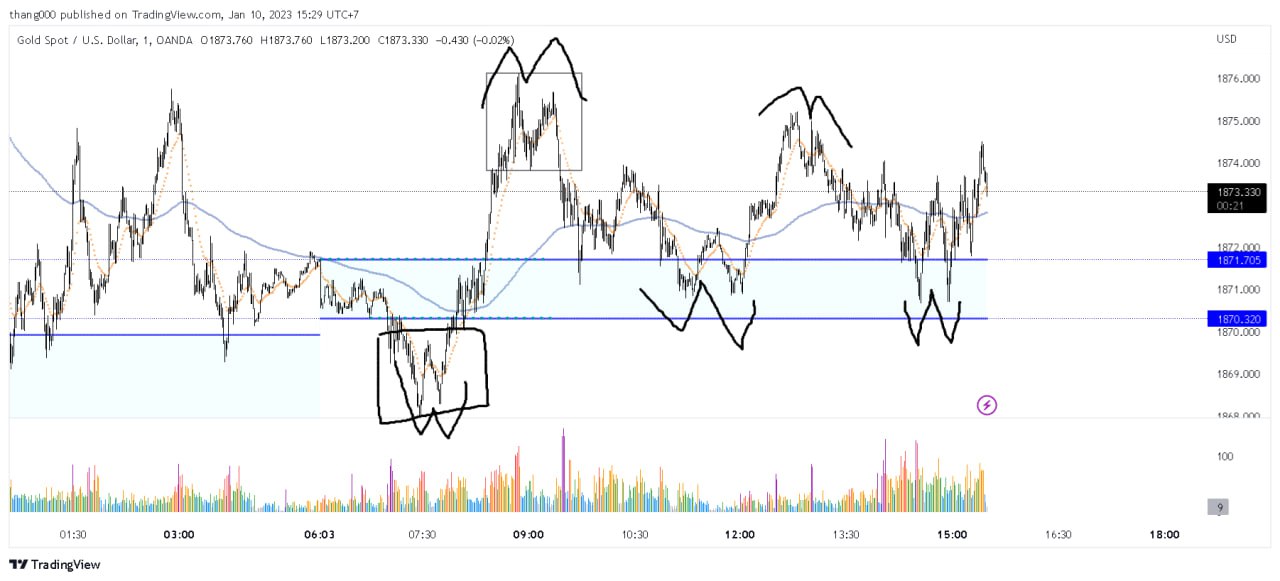 thang000 published on TradingView.com, Jan 10, 2023 15:29 UTC+7
Gold Spot / U.S. Dollar, 1, OANDA O1873.760 H1873.760 L1873.200 C1873.330 −0.430 (−0.02%)
USD
1876.000
1875.000
1874.000
1873.330
00:21
1872.000
1871.705
1871.000
1870.320
1870.000
1869.000
1868.000
100
9
01:30 03:00 06:03 07:30 09:00 10:30 12:00 13:30 15:00 16:30 18:00
TradingView